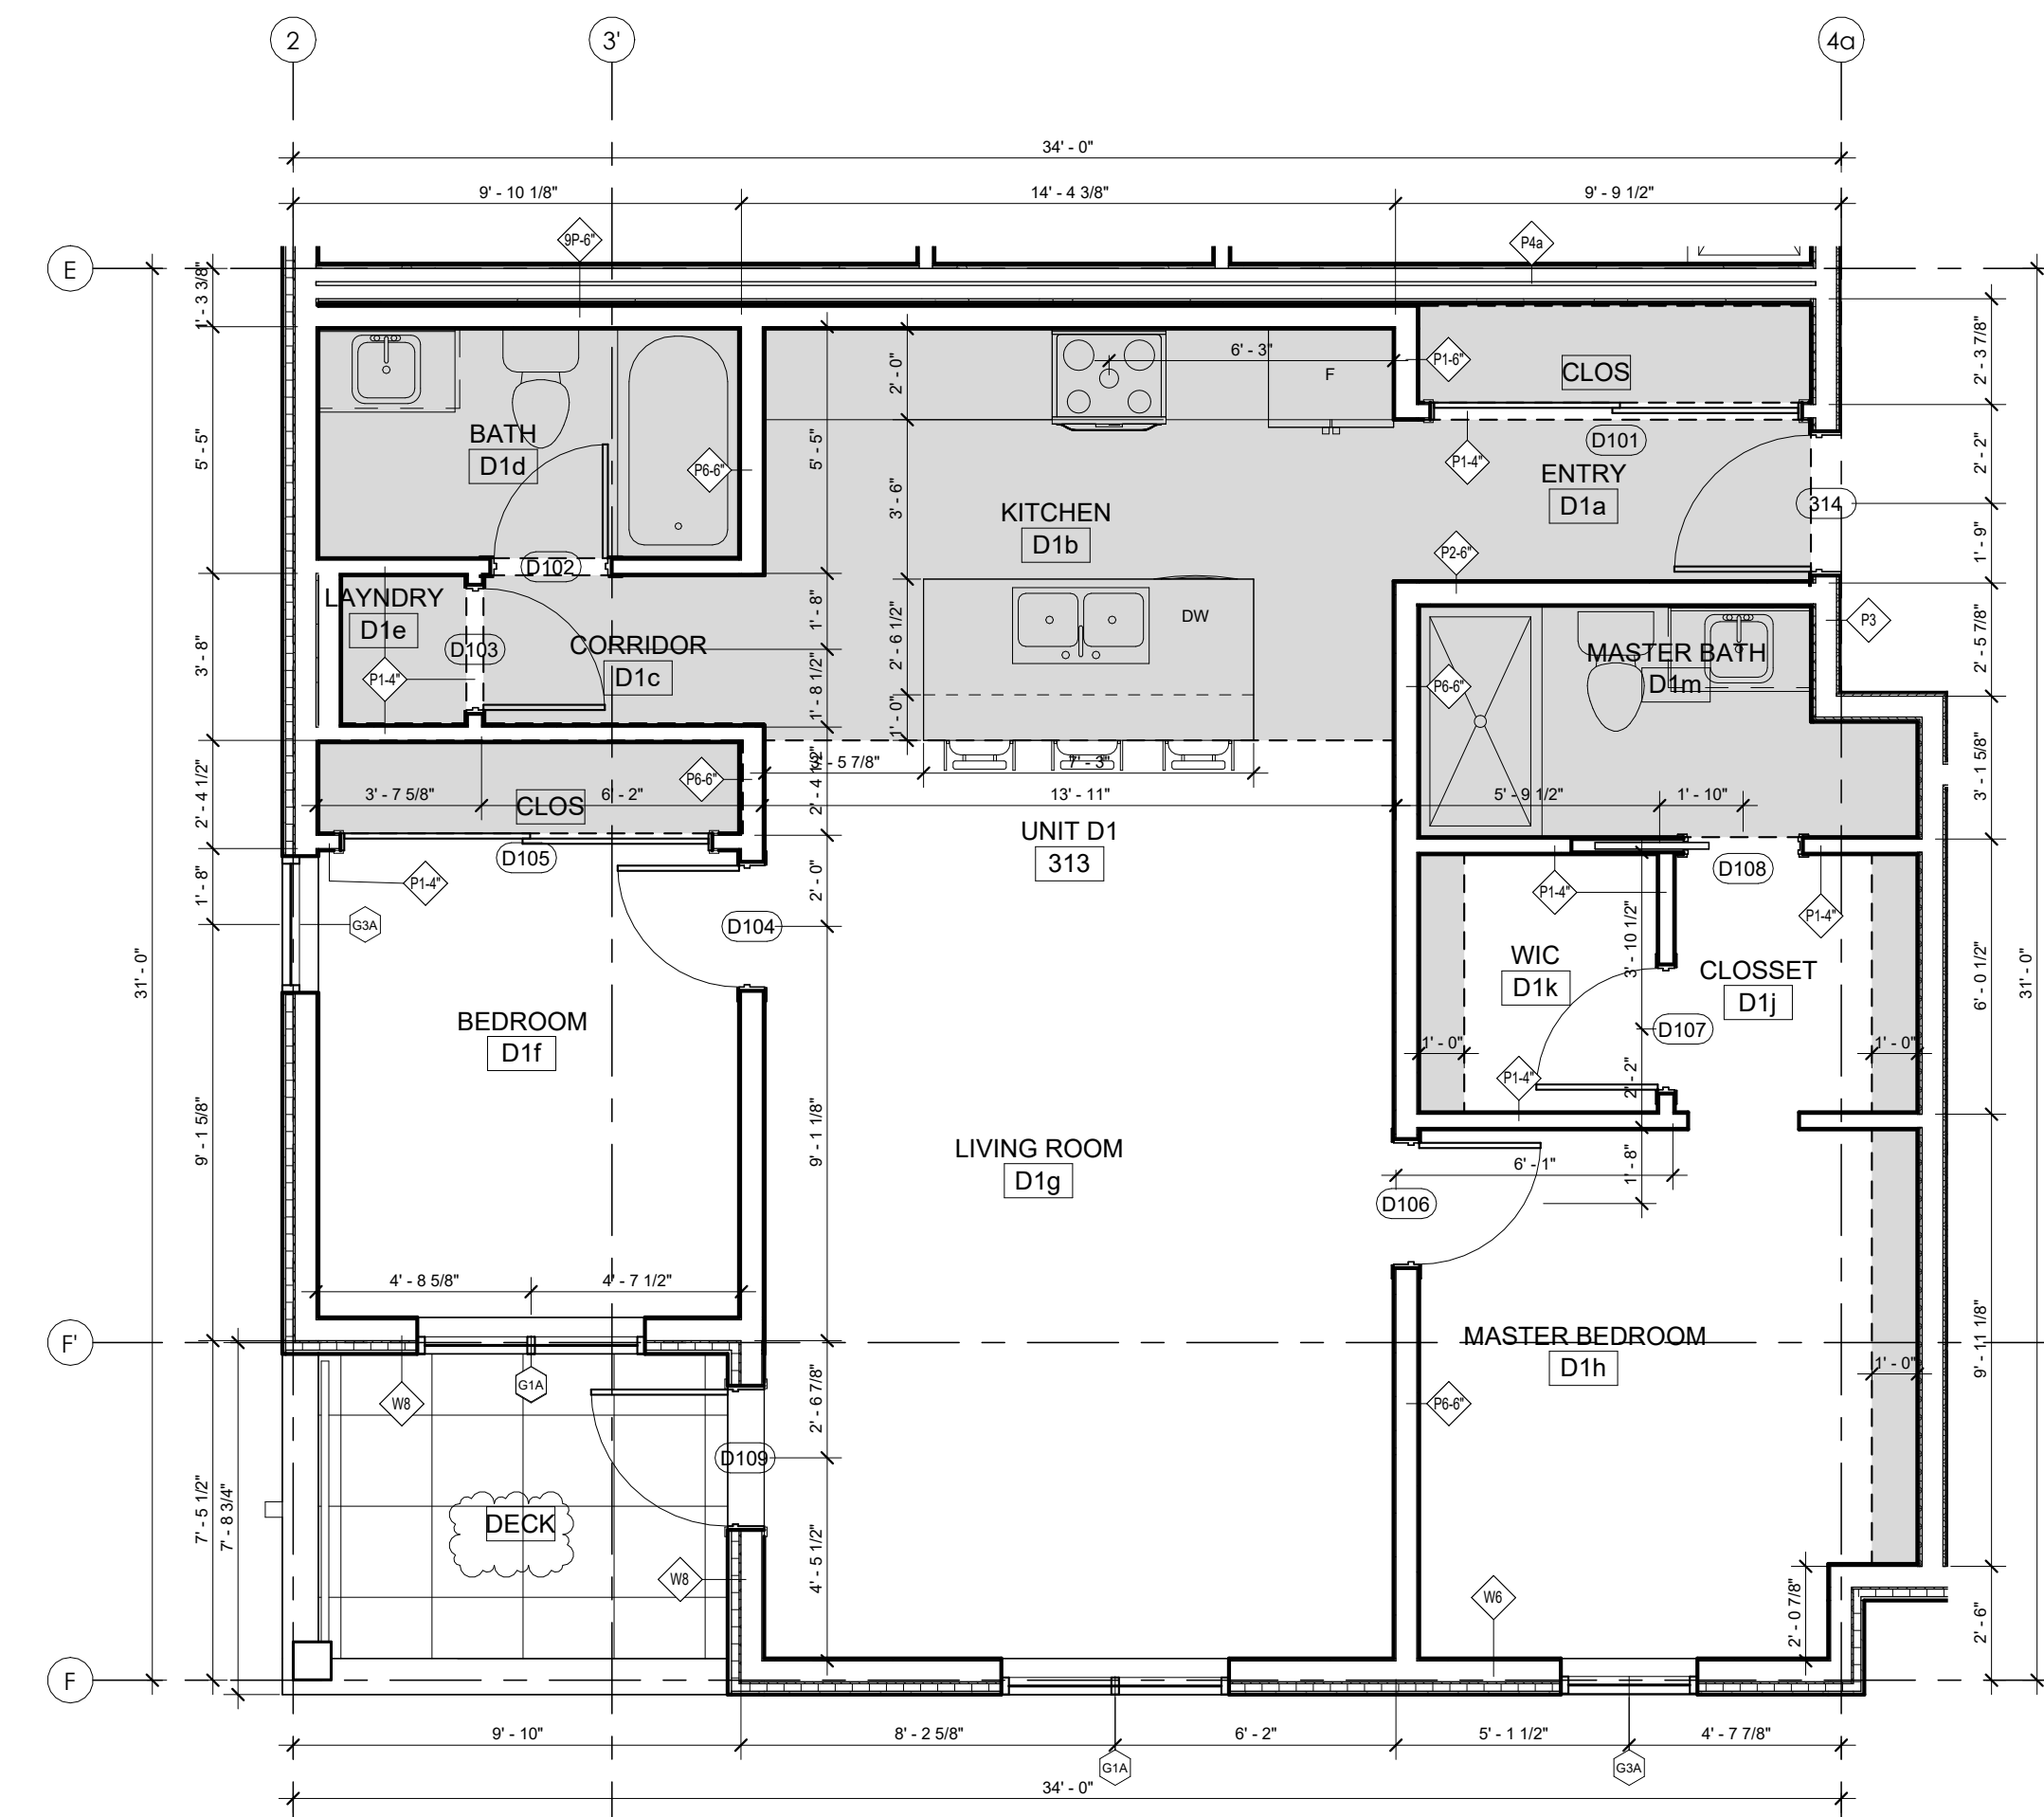 2
3'
4a
34' - 0"
9' - 10 1/8"
14' - 4 3/8"
9' - 9 1/2"
9P-6"
P4a
E
1' - 3 3/8"
2' - 0"
6' - 3"
F
P1-6"
CLOS
2' - 3 7/8"
5' - 5"
BATH
D1d
P6-6"
5' - 5"
3' - 6"
KITCHEN
D1b
P1-4"
D101
ENTRY
D1a
314
2' - 2"
1' - 9"
P2-6"
D102
LAYNDRY
D1e
D103
P1-4"
CORRIDOR
D1c
3' - 8"
1' - 8"
1' - 8 1/2"
2' - 6 1/2"
1' - 0"
DW
MASTER BATH
D1m
P6-6"
P3
2' - 5 7/8"
3' - 1 5/8"
2' - 4 1/2"
3' - 7 5/8"
CLOS
6' - 2"
P6-6"
2' - 4 1/2"
- 5 7/8"
7' - 3"
13' - 11"
5' - 9 1/2"
1' - 10"
UNIT D1
313
D105
P1-4"
1' - 8"
G3A
2' - 0"
D104
P1-4"
D108
P1-4"
3' - 10 1/2"
WIC
D1k
CLOSSET
D1j
6' - 0 1/2"
31' - 0"
31' - 0"
BEDROOM
D1f
D107
1' - 0"
1' - 0"
P1-4"
2' - 2"
9' - 1 5/8"
9' - 1 1/8"
LIVING ROOM
D1g
6' - 1"
1' - 8"
D106
4' - 8 5/8"
4' - 7 1/2"
F'
MASTER BEDROOM
D1h
1' - 0"
9' - 11 1/8"
G1A
W8
P6-6"
2' - 6 7/8"
D109
7' - 5 1/2"
7' - 8 3/4"
DECK
W8
4' - 5 1/2"
W6
2' - 0 7/8"
2' - 6"
F
9' - 10"
8' - 2 5/8"
6' - 2"
5' - 1 1/2"
4' - 7 7/8"
G1A
G3A
34' - 0"